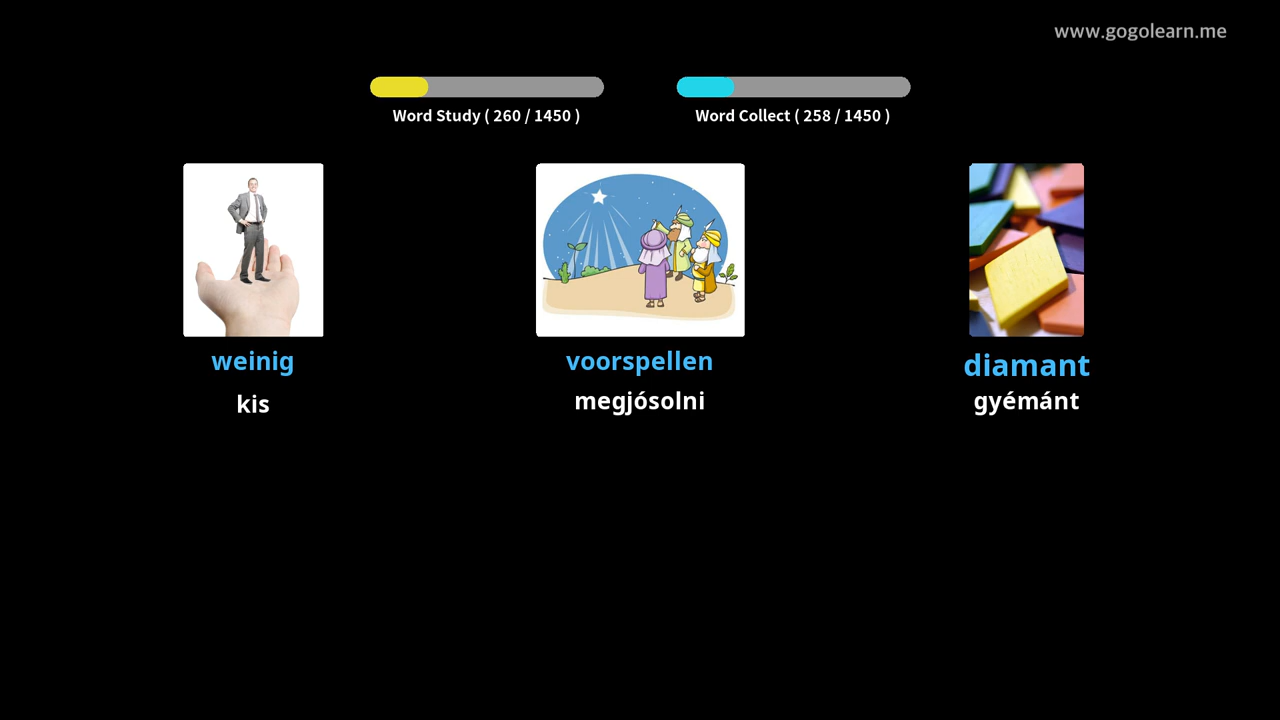 www.gogolearn.me
Word Study ( 260 / 1450 )
Word Collect ( 258 / 1450 )
weinig
kis
voorspellen
megjósolni
diamant
gyémánt